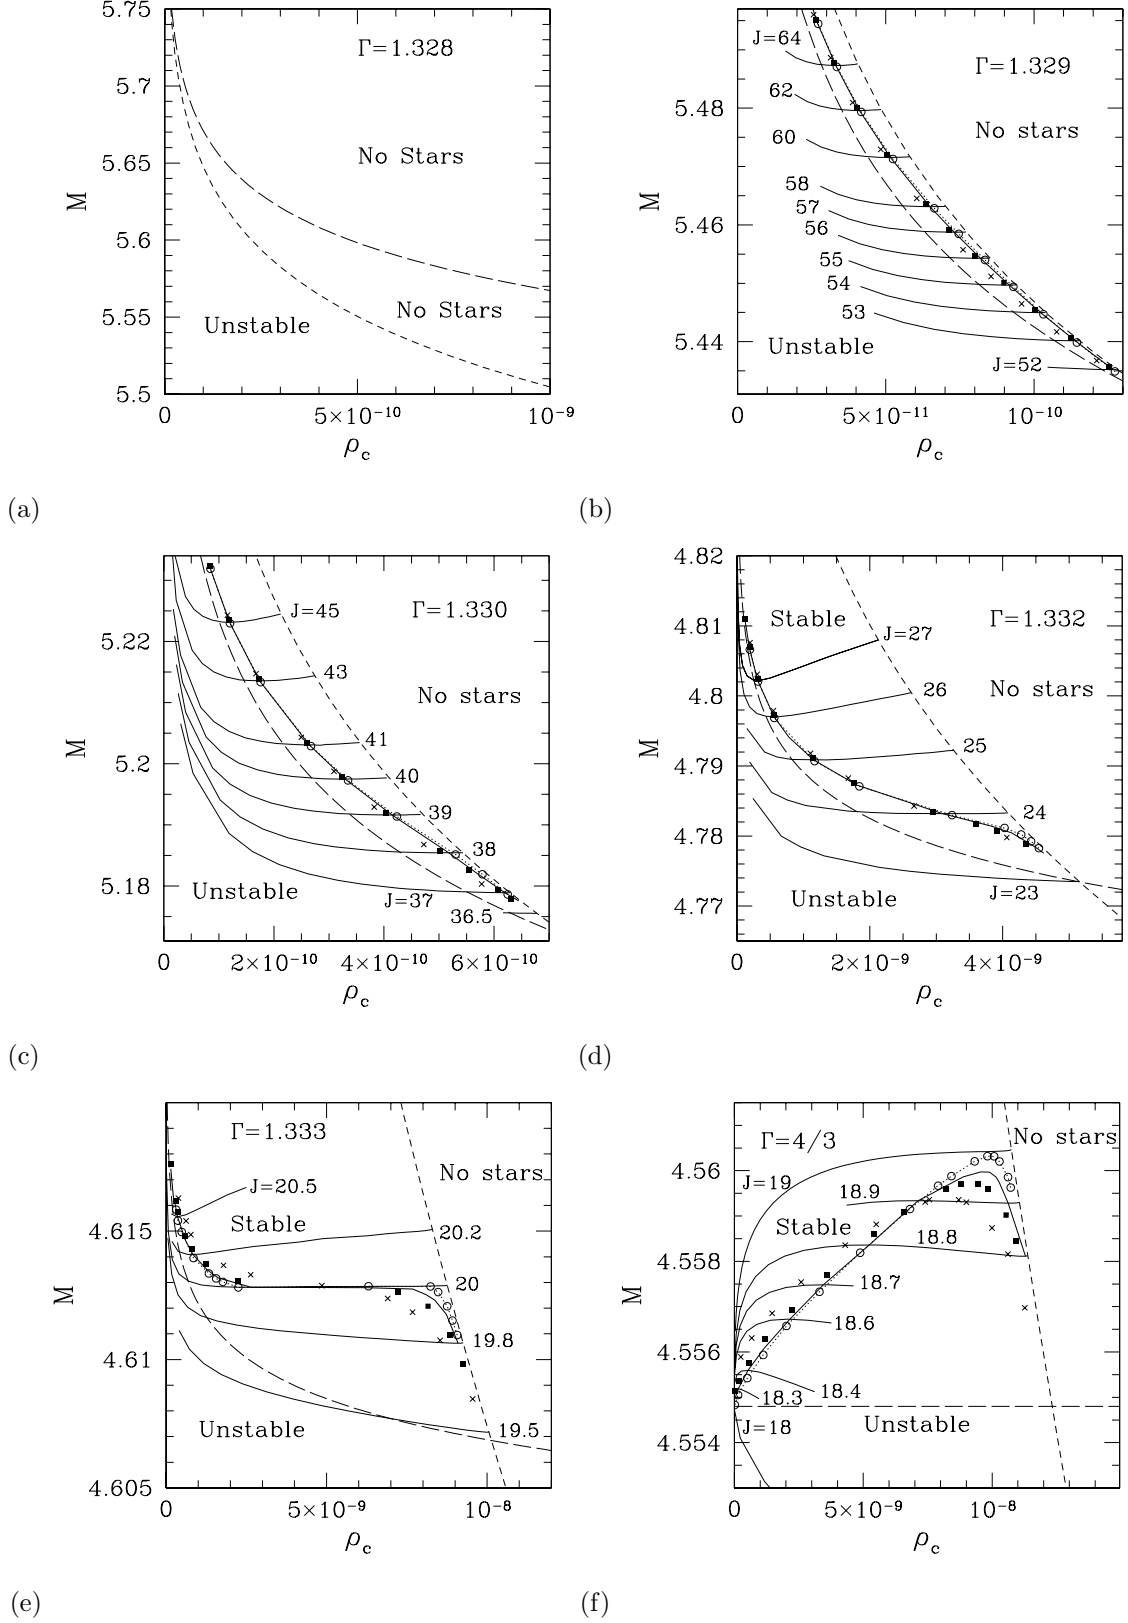 5.75
5.7
5.65
5.6
5.55
5.5
M
Γ=1.328
No Stars
No Stars
Unstable
0
5×10⁻¹⁰
10⁻⁹
ρc
(a)
5.48
5.46
5.44
M
J=64
62
60
58
57
56
55
54
53
J=52
Γ=1.329
No stars
Unstable
0
5×10⁻¹¹
10⁻¹⁰
ρc
(b)
5.22
5.2
5.18
M
Γ=1.330
J=45
43
41
40
39
38
J=37
36.5
No stars
Unstable
0
2×10⁻¹⁰
4×10⁻¹⁰
6×10⁻¹⁰
ρc
(c)
4.82
4.81
4.8
4.79
4.78
4.77
M
Stable
Γ=1.332
J=27
26
25
24
J=23
No stars
Unstable
0
2×10⁻⁹
4×10⁻⁹
ρc
(d)
4.615
4.61
4.605
M
Γ=1.333
No stars
J=20.5
Stable
20.2
20
19.8
19.5
Unstable
0
5×10⁻⁹
10⁻⁸
ρc
(e)
4.56
4.558
4.556
4.554
M
Γ=4/3
No stars
J=19
18.9
Stable
18.8
18.7
18.6
18.4
18.3
J=18
Unstable
0
5×10⁻⁹
10⁻⁸
ρc
(f)